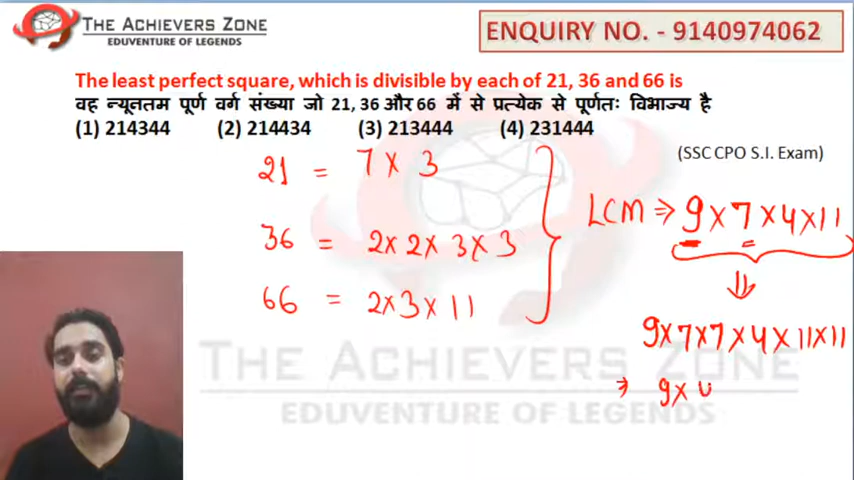 THE ACHIEVERS ZONE
EDUVENTURE OF LEGENDS
ENQUIRY NO. - 9140974062
The least perfect square, which is divisible by each of 21, 36 and 66 is
वह न्यूनतम पूर्ण वर्ग संख्या जो 21, 36 और 66 में से प्रत्येक से पूर्णतः विभाज्य है
(1) 214344 (2) 214434 (3) 213444 (4) 231444
(SSC CPO S.I. Exam)
21 = 7 × 3
36 = 2 × 2 × 3 × 3
66 = 2 × 3 × 11
LCM ⇒ 9 × 7 × 4 × 11
9 × 7 × 7 × 4 × 11 × 11
⇒ 9 ×
THE ACHIEVERS ZONE
EDUVENTURE OF LEGENDS